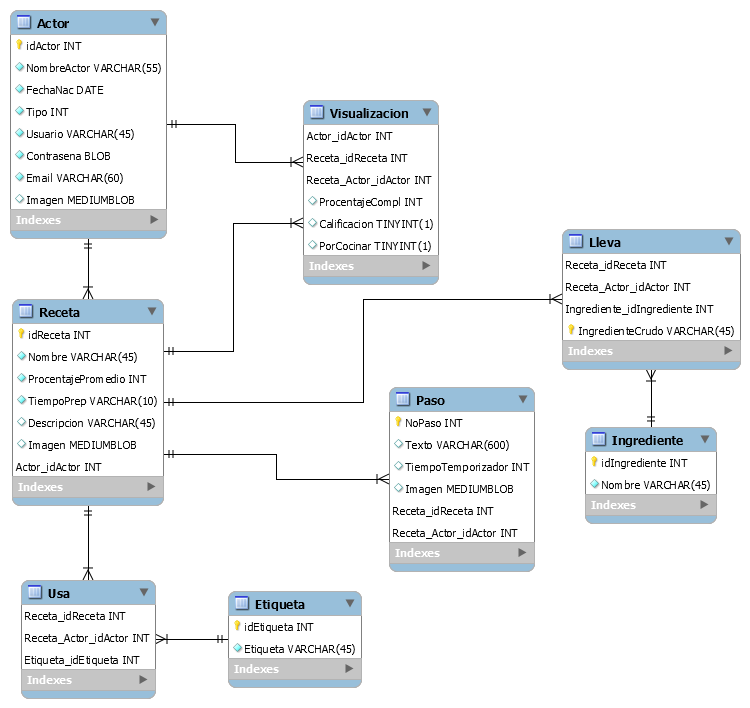 Actor
idActor INT
NombreActor VARCHAR(55)
FechaNac DATE
Tipo INT
Usuario VARCHAR(45)
Contrasena BLOB
Email VARCHAR(60)
Imagen MEDIUMBLOB
Indexes
Visualizacion
Actor_idActor INT
Receta_idReceta INT
Receta_Actor_idActor INT
ProcentajeCompl INT
Calificacion TINYINT(1)
PorCocinar TINYINT(1)
Indexes
Lleva
Receta_idReceta INT
Receta_Actor_idActor INT
Ingrediente_idIngrediente INT
IngredienteCrudo VARCHAR(45)
Indexes
Receta
idReceta INT
Nombre VARCHAR(45)
ProcentajePromedio INT
TiempoPrep VARCHAR(10)
Descripcion VARCHAR(45)
Imagen MEDIUMBLOB
Actor_idActor INT
Indexes
Paso
NoPaso INT
Texto VARCHAR(600)
TiempoTemporizador INT
Imagen MEDIUMBLOB
Receta_idReceta INT
Receta_Actor_idActor INT
Indexes
Ingrediente
idIngrediente INT
Nombre VARCHAR(45)
Indexes
Usa
Receta_idReceta INT
Receta_Actor_idActor INT
Etiqueta_idEtiqueta INT
Indexes
Etiqueta
idEtiqueta INT
Etiqueta VARCHAR(45)
Indexes